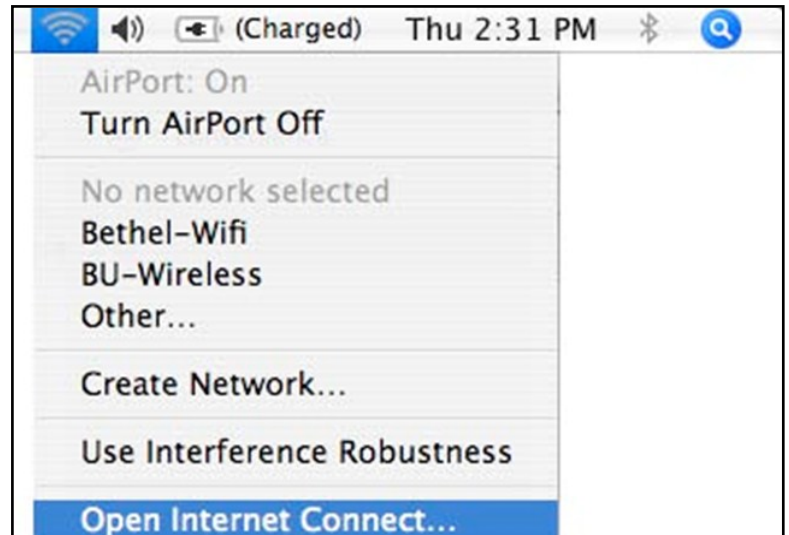 (Charged) Thu 2:31 PM
AirPort: On
Turn AirPort Off
No network selected
Bethel-Wifi
BU-Wireless
Other...
Create Network...
Use Interference Robustness
Open Internet Connect...